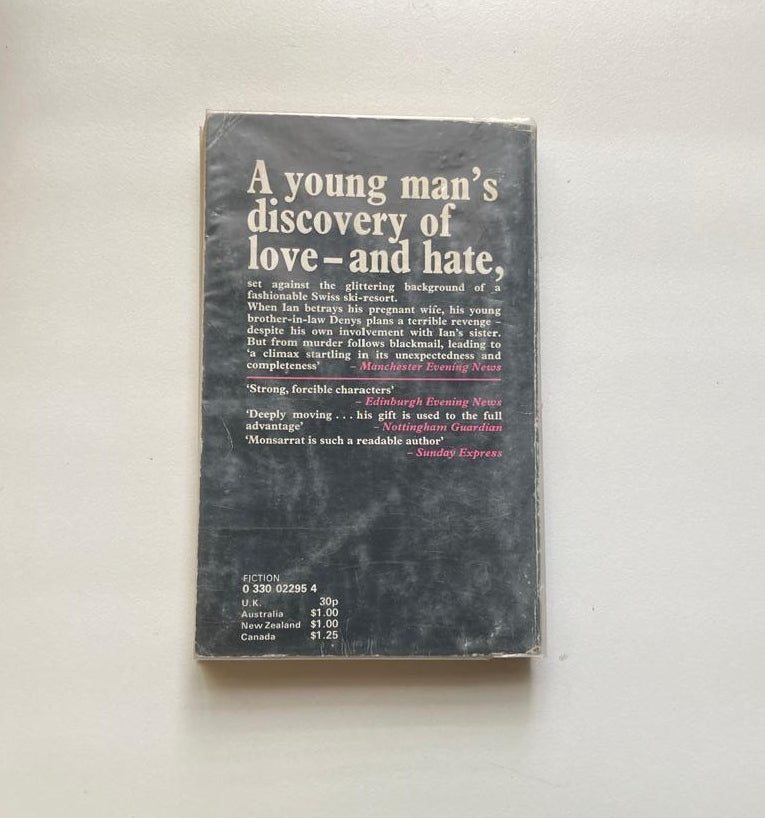 A young man's
discovery of
love – and hate,
set against the glittering background of a
fashionable Swiss ski-resort.
When Ian betrays his pregnant wife, his young
brother-in-law Denys plans a terrible revenge –
despite his own involvement with Ian's sister.
But from murder follows blackmail, leading to
'a climax startling in its unexpectedness and
completeness' – Manchester Evening News
'Strong, forcible characters'
– Edinburgh Evening News
'Deeply moving . . . his gift is used to the full
advantage' – Nottingham Guardian
'Monsarrat is such a readable author'
– Sunday Express
FICTION
0 330 02295 4
U.K. 30p
Australia $1.00
New Zealand $1.00
Canada $1.25